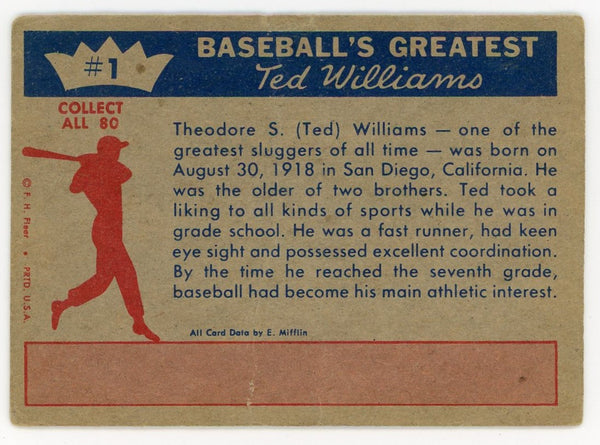 #1
BASEBALL'S GREATEST
Ted Williams
COLLECT
ALL 80
Theodore S. (Ted) Williams — one of the
greatest sluggers of all time — was born on
August 30, 1918 in San Diego, California. He
was the older of two brothers. Ted took a
liking to all kinds of sports while he was in
grade school. He was a fast runner, had keen
eye sight and possessed excellent coordination.
By the time he reached the seventh grade,
baseball had become his main athletic interest.
© F. H. Fleer • PRTD. U.S.A.
All Card Data by E. Mifflin